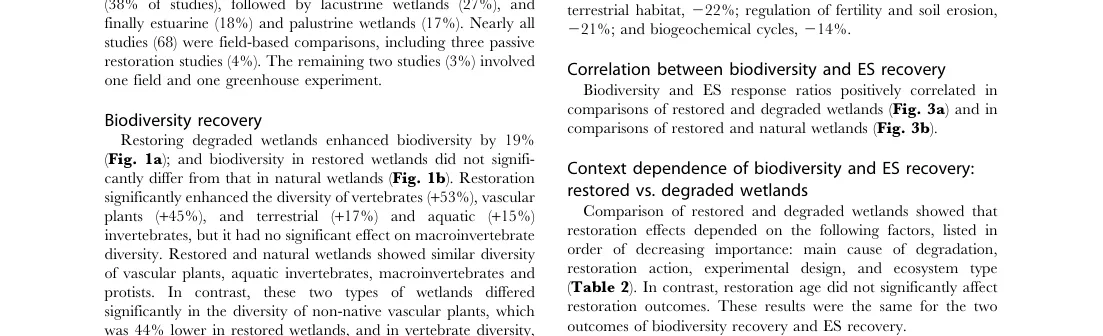 (38% of studies), followed by lacustrine wetlands (27%), and
finally estuarine (18%) and palustrine wetlands (17%). Nearly all
studies (68) were field-based comparisons, including three passive
restoration studies (4%). The remaining two studies (3%) involved
one field and one greenhouse experiment.
Biodiversity recovery
Restoring degraded wetlands enhanced biodiversity by 19%
(Fig. 1a); and biodiversity in restored wetlands did not signifi-
cantly differ from that in natural wetlands (Fig. 1b). Restoration
significantly enhanced the diversity of vertebrates (+53%), vascular
plants (+45%), and terrestrial (+17%) and aquatic (+15%)
invertebrates, but it had no significant effect on macroinvertebrate
diversity. Restored and natural wetlands showed similar diversity
of vascular plants, aquatic invertebrates, macroinvertebrates and
protists. In contrast, these two types of wetlands differed
significantly in the diversity of non-native vascular plants, which
was 44% lower in restored wetlands, and in vertebrate diversity,
terrestrial habitat, −22%; regulation of fertility and soil erosion,
−21%; and biogeochemical cycles, −14%.
Correlation between biodiversity and ES recovery
Biodiversity and ES response ratios positively correlated in
comparisons of restored and degraded wetlands (Fig. 3a) and in
comparisons of restored and natural wetlands (Fig. 3b).
Context dependence of biodiversity and ES recovery:
restored vs. degraded wetlands
Comparison of restored and degraded wetlands showed that
restoration effects depended on the following factors, listed in
order of decreasing importance: main cause of degradation,
restoration action, experimental design, and ecosystem type
(Table 2). In contrast, restoration age did not significantly affect
restoration outcomes. These results were the same for the two
outcomes of biodiversity recovery and ES recovery.